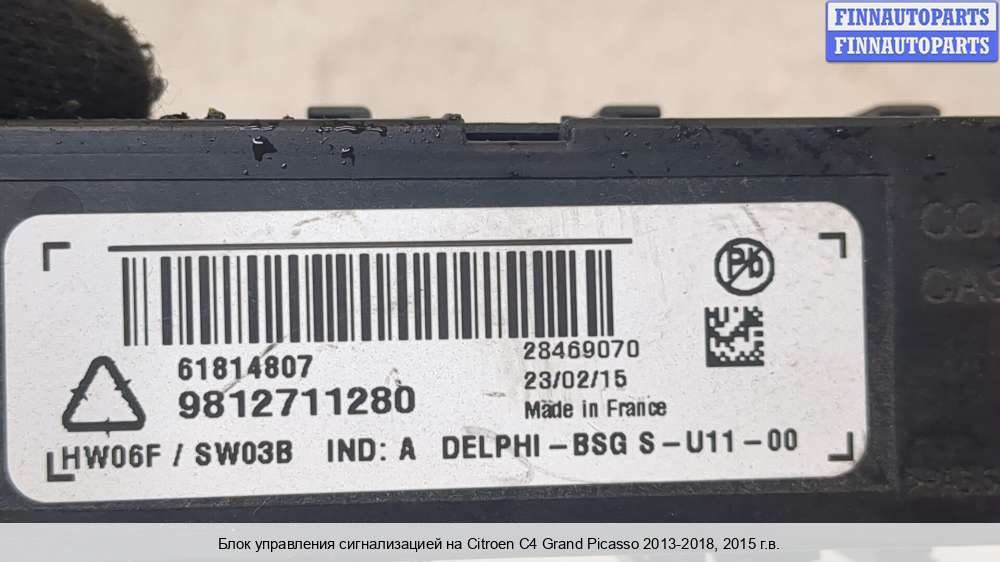 FINNAUTOPARTS
FINNAUTOPARTS
Pb
61814807
28469070
9812711280
23/02/15
Made in France
HW06F / SW03B IND: A DELPHI-BSG S-U11-00
Блок управления сигнализацией на Citroen C4 Grand Picasso 2013-2018, 2015 г.в.